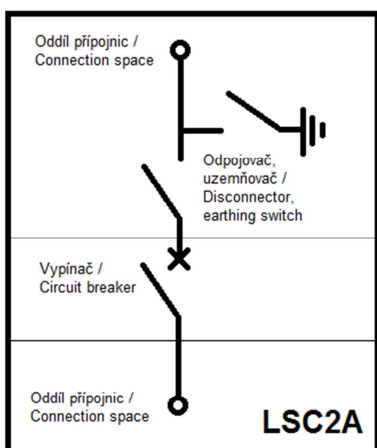 Oddíl přípojnic /
Connection space
Odpojovač,
uzemňovač /
Disconnector,
earthing switch
Vypínač /
Circuit breaker
Oddíl přípojnic /
Connection space
LSC2A